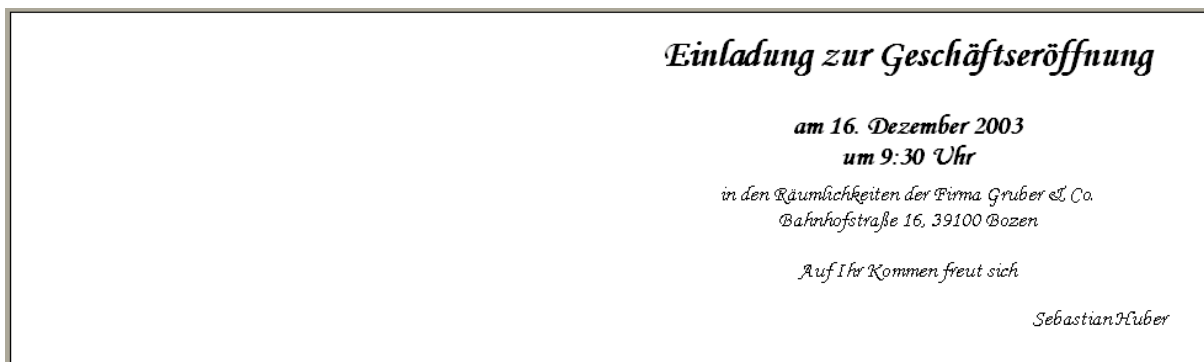 Einladung zur Geschäftseröffnung
am 16. Dezember 2003
um 9:30 Uhr
in den Räumlichkeiten der Firma Gruber & Co.
Bahnhofstraße 16, 39100 Bozen
Auf Ihr Kommen freut sich
Sebastian Huber